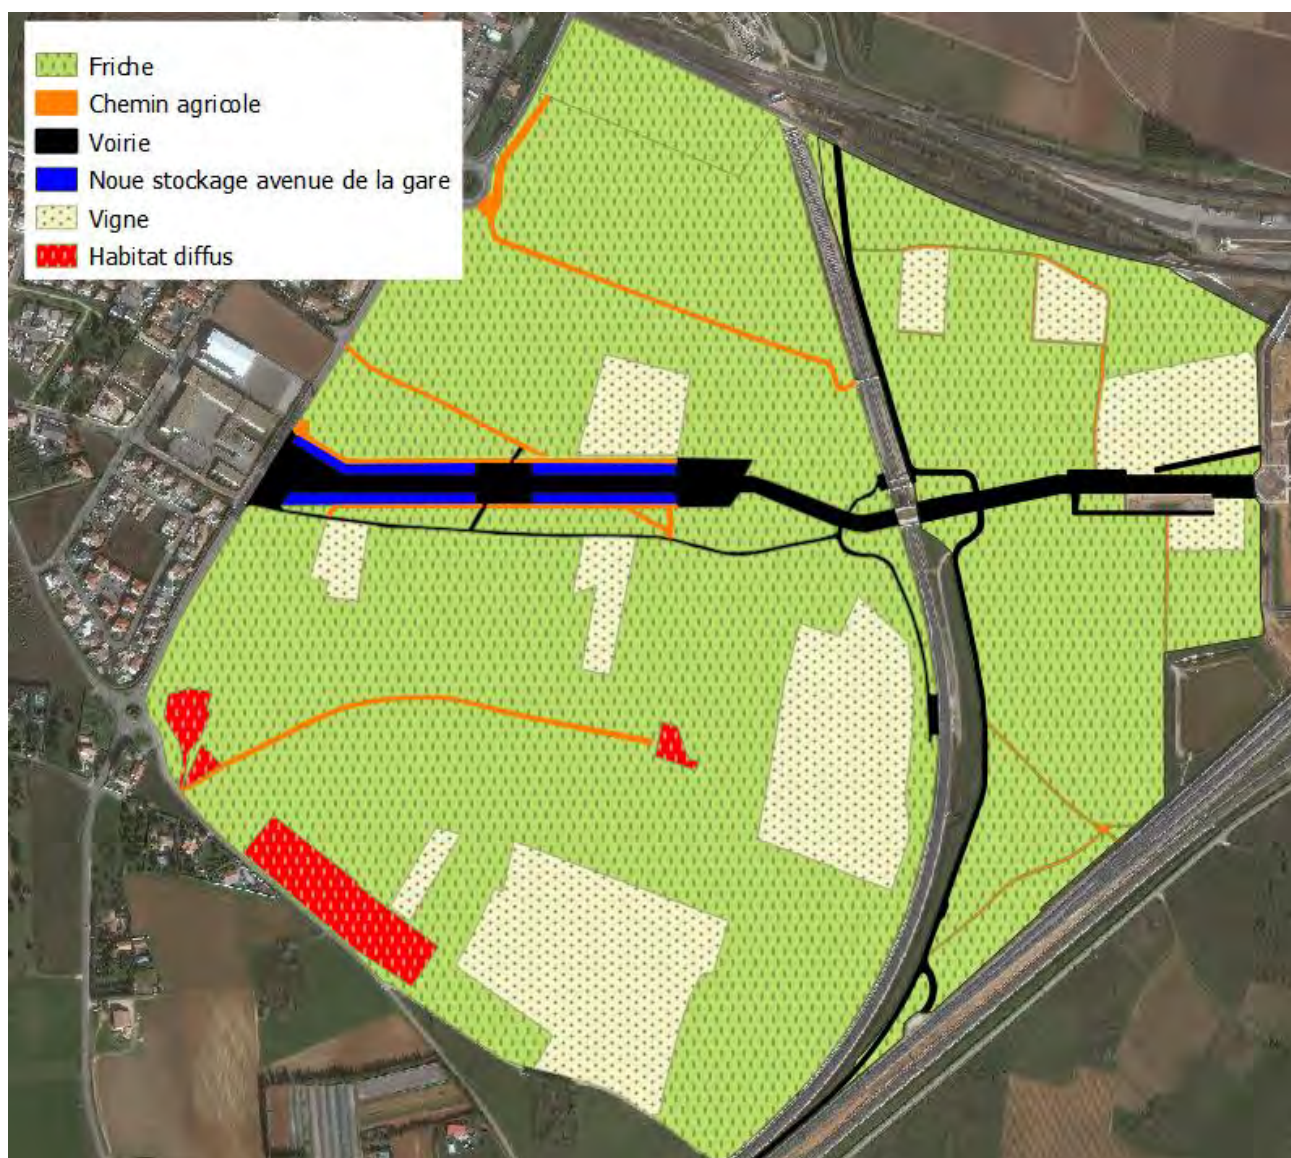 Friche
Chemin agricole
Voirie
Noue stockage avenue de la gare
Vigne
Habitat diffus